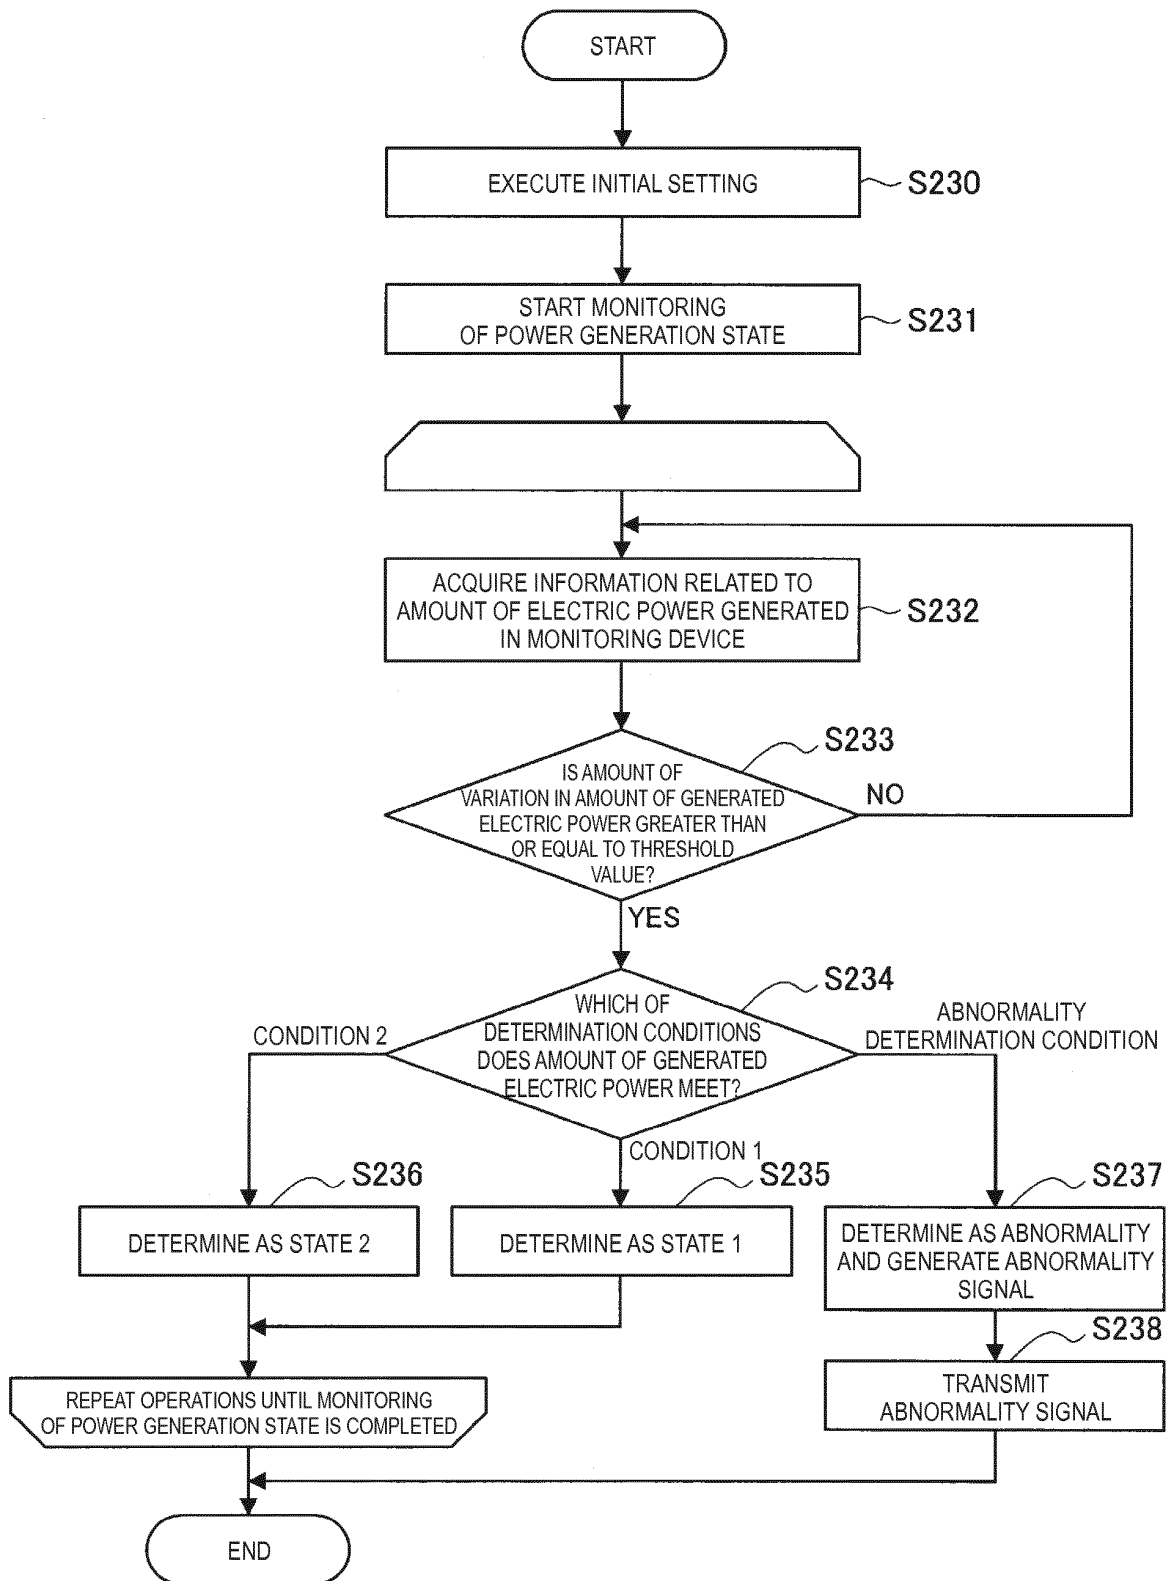 START
EXECUTE INITIAL SETTING
S230
START MONITORING
OF POWER GENERATION STATE
S231
ACQUIRE INFORMATION RELATED TO
AMOUNT OF ELECTRIC POWER GENERATED
IN MONITORING DEVICE
S232
S233
IS AMOUNT OF
VARIATION IN AMOUNT OF GENERATED
ELECTRIC POWER GREATER THAN
OR EQUAL TO THRESHOLD
VALUE?
NO
YES
S234
WHICH OF
DETERMINATION CONDITIONS
DOES AMOUNT OF GENERATED
ELECTRIC POWER MEET?
CONDITION 2
ABNORMALITY
DETERMINATION CONDITION
CONDITION 1
S236
DETERMINE AS STATE 2
S235
DETERMINE AS STATE 1
S237
DETERMINE AS ABNORMALITY
AND GENERATE ABNORMALITY
SIGNAL
S238
TRANSMIT
ABNORMALITY SIGNAL
REPEAT OPERATIONS UNTIL MONITORING
OF POWER GENERATION STATE IS COMPLETED
END